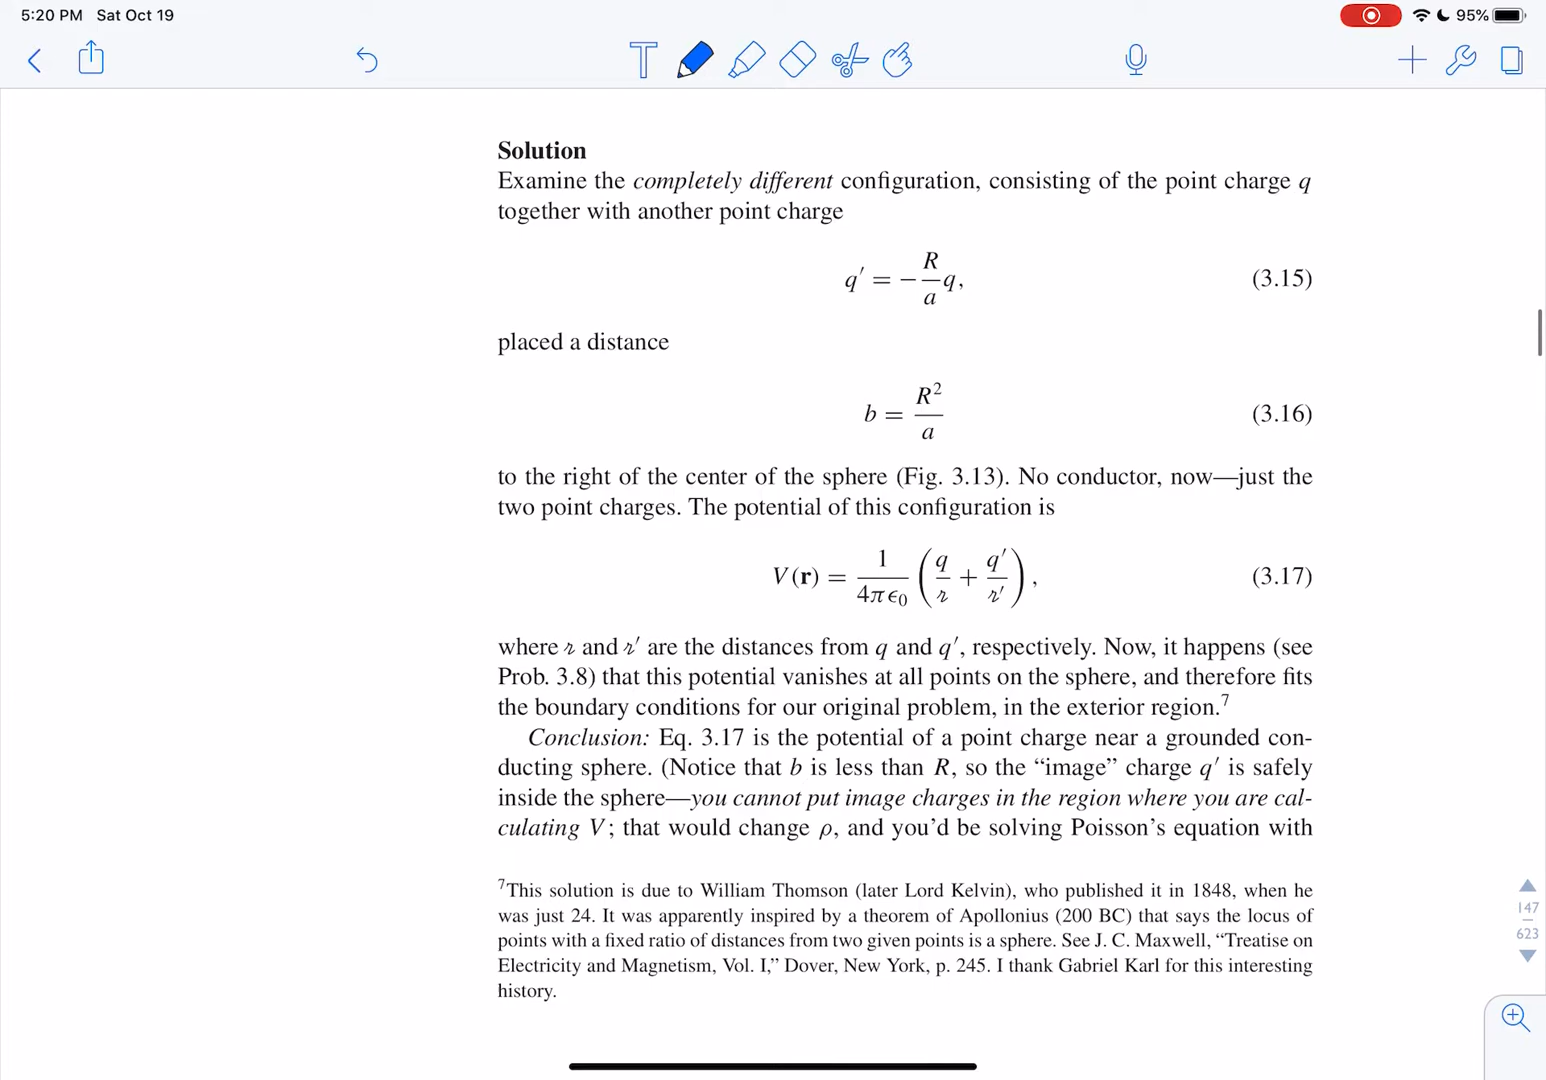 5:20 PM Sat Oct 19
95%
Solution
Examine the completely different configuration, consisting of the point charge q
together with another point charge
q′ = −R/a q, (3.15)
placed a distance
b = R²/a (3.16)
to the right of the center of the sphere (Fig. 3.13). No conductor, now—just the
two point charges. The potential of this configuration is
V(r) = 1/4πϵ₀ (q/𝓇 + q′/𝓇′), (3.17)
where 𝓇 and 𝓇′ are the distances from q and q′, respectively. Now, it happens (see
Prob. 3.8) that this potential vanishes at all points on the sphere, and therefore fits
the boundary conditions for our original problem, in the exterior region.⁷
Conclusion: Eq. 3.17 is the potential of a point charge near a grounded con-
ducting sphere. (Notice that b is less than R, so the “image” charge q′ is safely
inside the sphere—you cannot put image charges in the region where you are cal-
culating V; that would change ρ, and you’d be solving Poisson’s equation with
⁷This solution is due to William Thomson (later Lord Kelvin), who published it in 1848, when he
was just 24. It was apparently inspired by a theorem of Apollonius (200 BC) that says the locus of
points with a fixed ratio of distances from two given points is a sphere. See J. C. Maxwell, “Treatise on
Electricity and Magnetism, Vol. I,” Dover, New York, p. 245. I thank Gabriel Karl for this interesting
history.
147
623